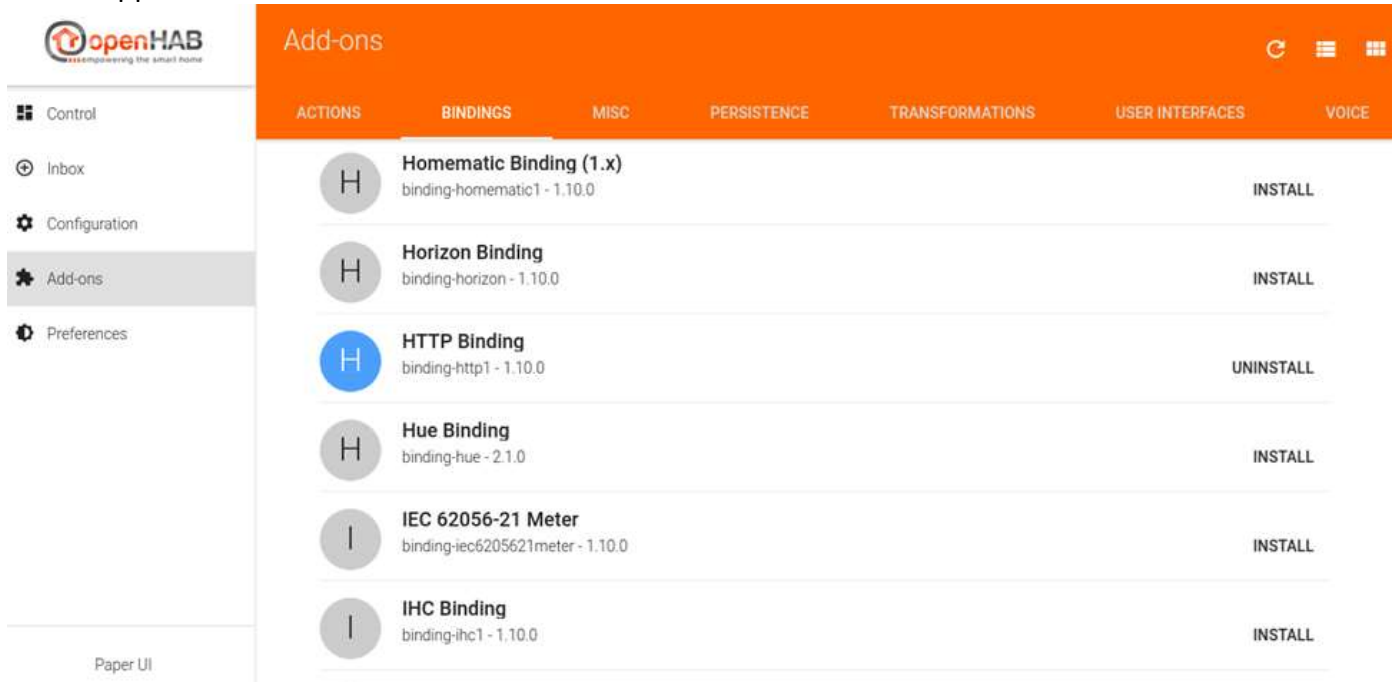 openHAB
empowering the smart home
Control
Inbox
Configuration
Add-ons
Preferences
Paper UI
Add-ons
ACTIONS BINDINGS MISC PERSISTENCE TRANSFORMATIONS USER INTERFACES VOICE
H
Homematic Binding (1.x)
binding-homematic1 - 1.10.0
INSTALL
H
Horizon Binding
binding-horizon - 1.10.0
INSTALL
H
HTTP Binding
binding-http1 - 1.10.0
UNINSTALL
H
Hue Binding
binding-hue - 2.1.0
INSTALL
I
IEC 62056-21 Meter
binding-iec6205621meter - 1.10.0
INSTALL
I
IHC Binding
binding-ihc1 - 1.10.0
INSTALL